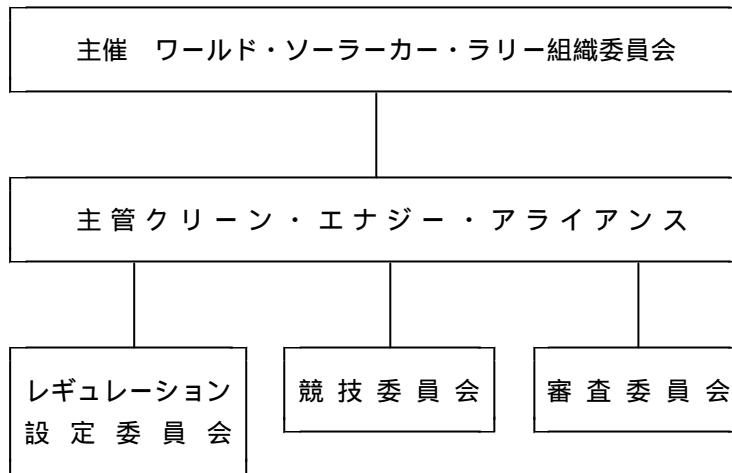 主催　ワールド・ソーラーカー・ラリー組織委員会
主管クリーン・エナジー・アライアンス
レギュレーション
設定委員会
競技委員会
審査委員会